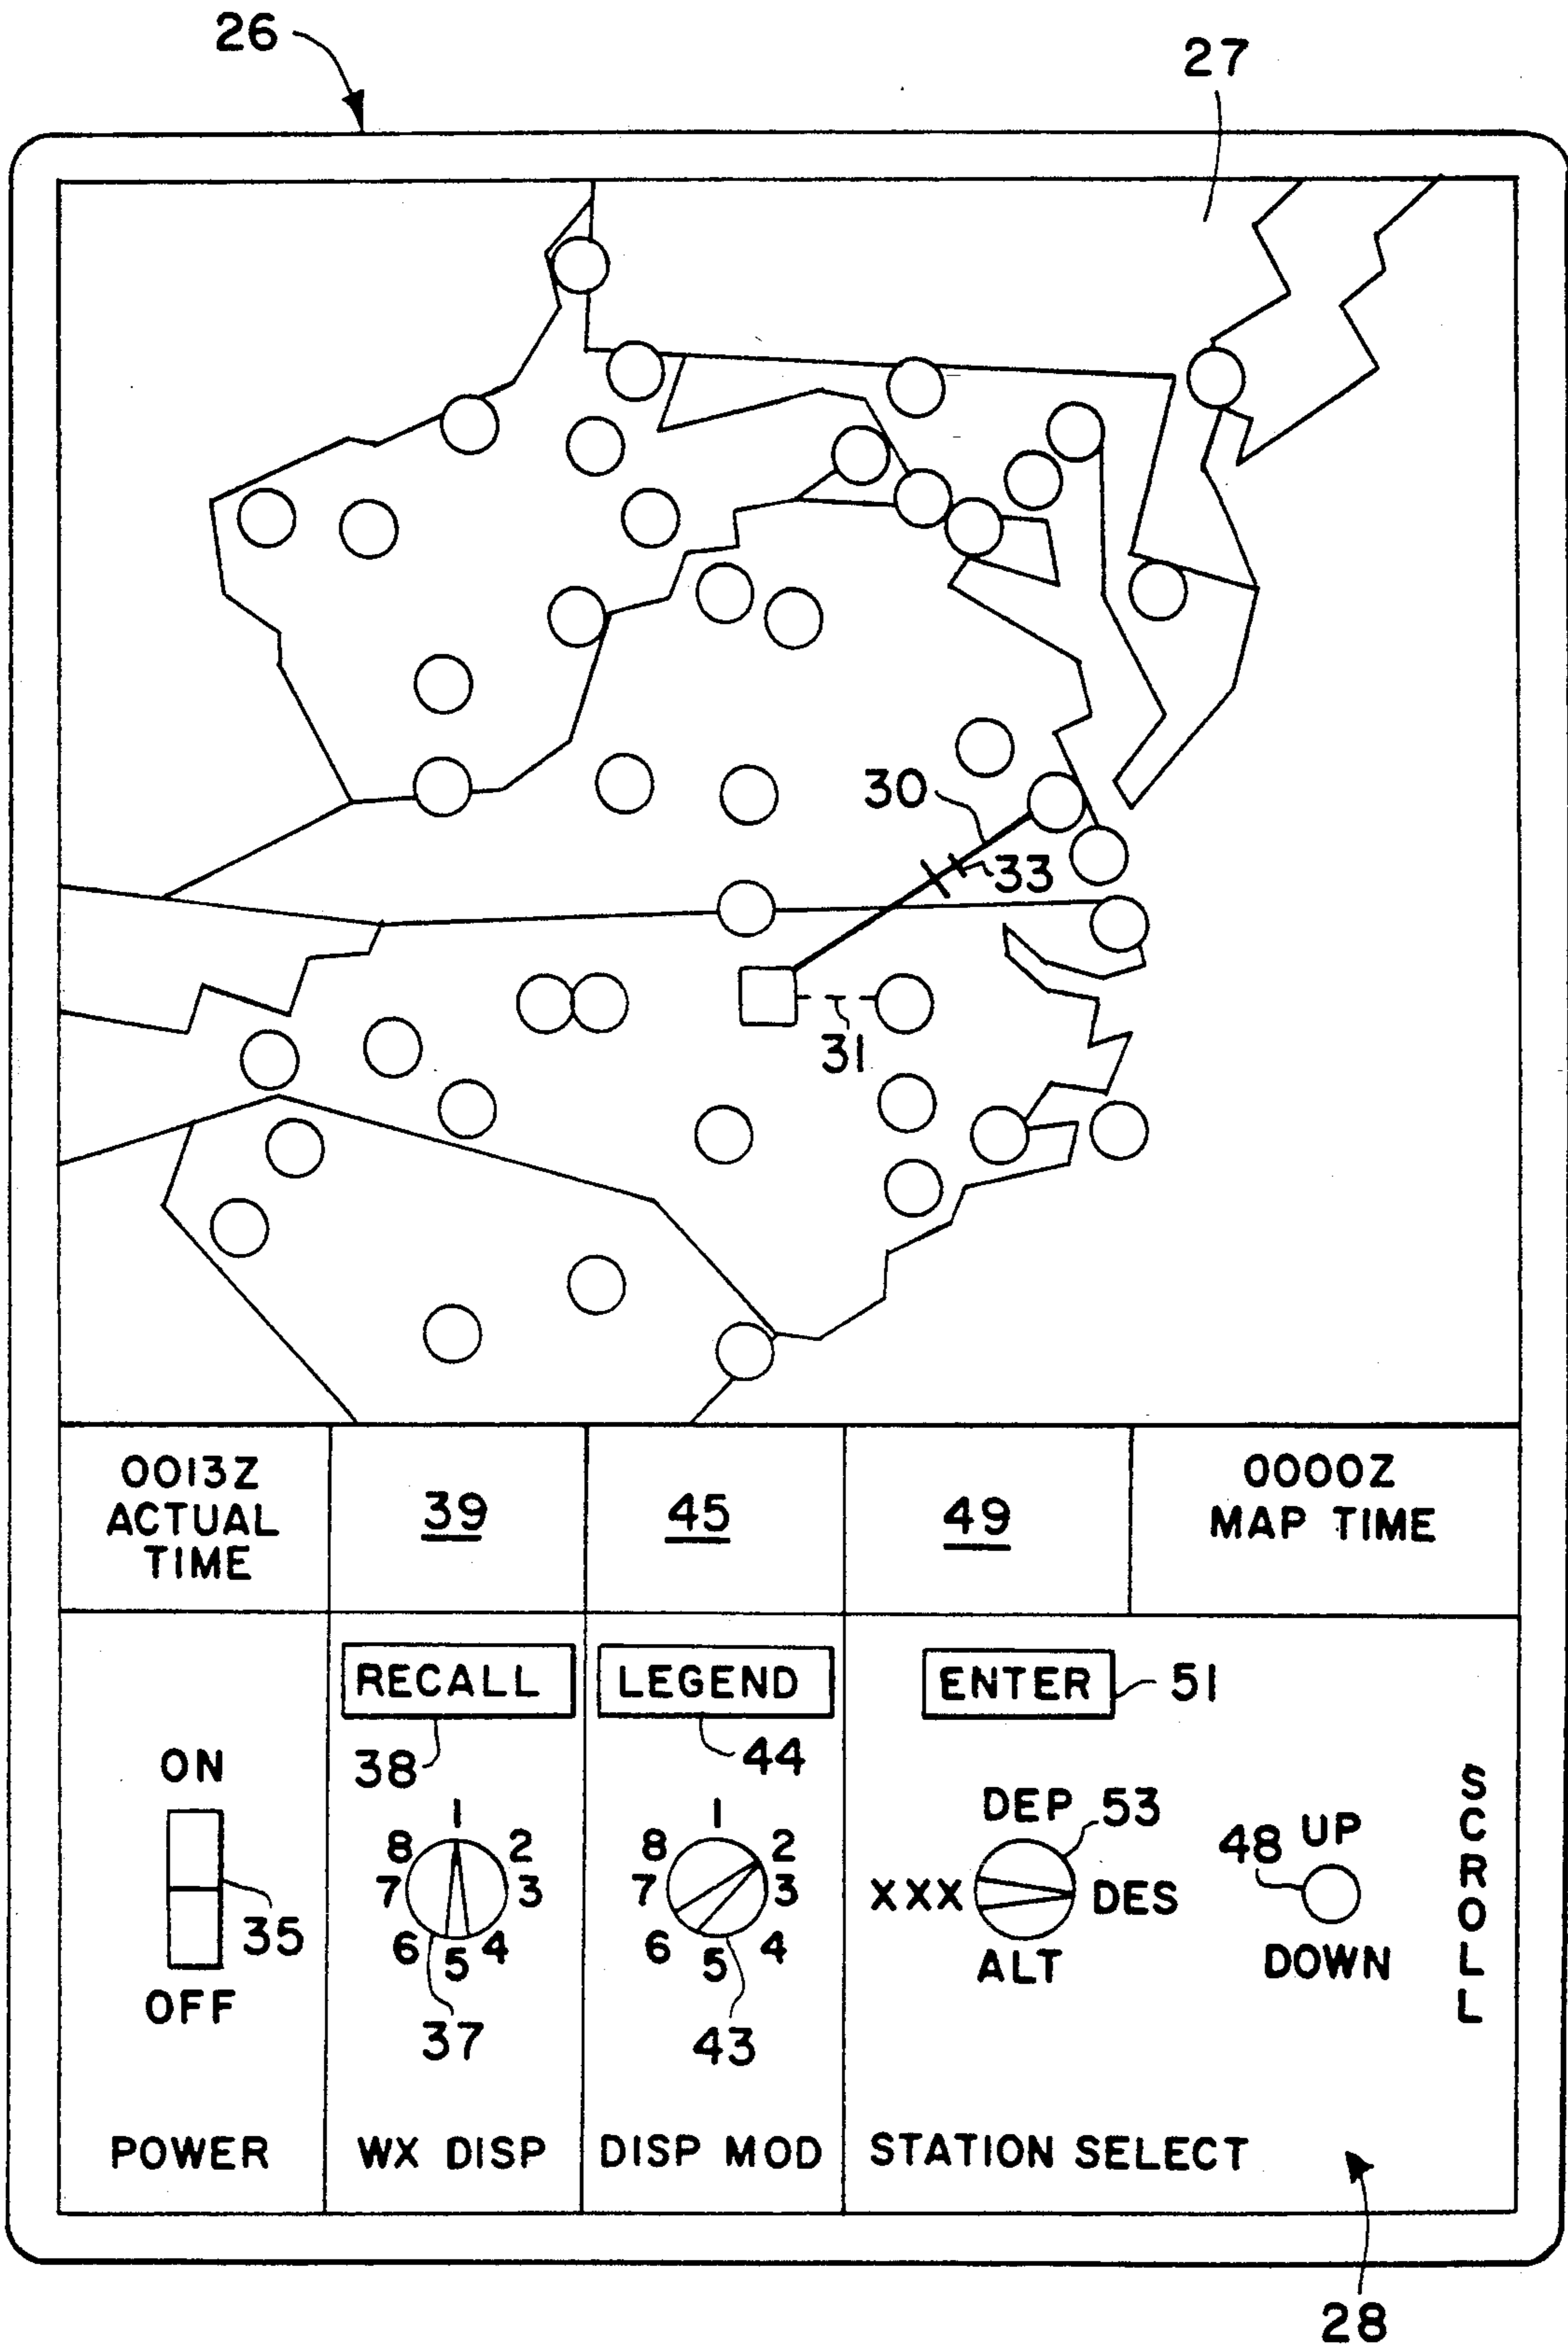 26
27
30
33
31
0013Z
ACTUAL
TIME
39
45
49
0000Z
MAP TIME
RECALL
LEGEND
ENTER
51
38
44
ON
OFF
35
1
2
3
4
5
6
7
8
37
1
2
3
4
5
6
7
8
43
DEP
53
XXX
DES
ALT
48
UP
DOWN
SCROLL
POWER
WX DISP
DISP MOD
STATION SELECT
28